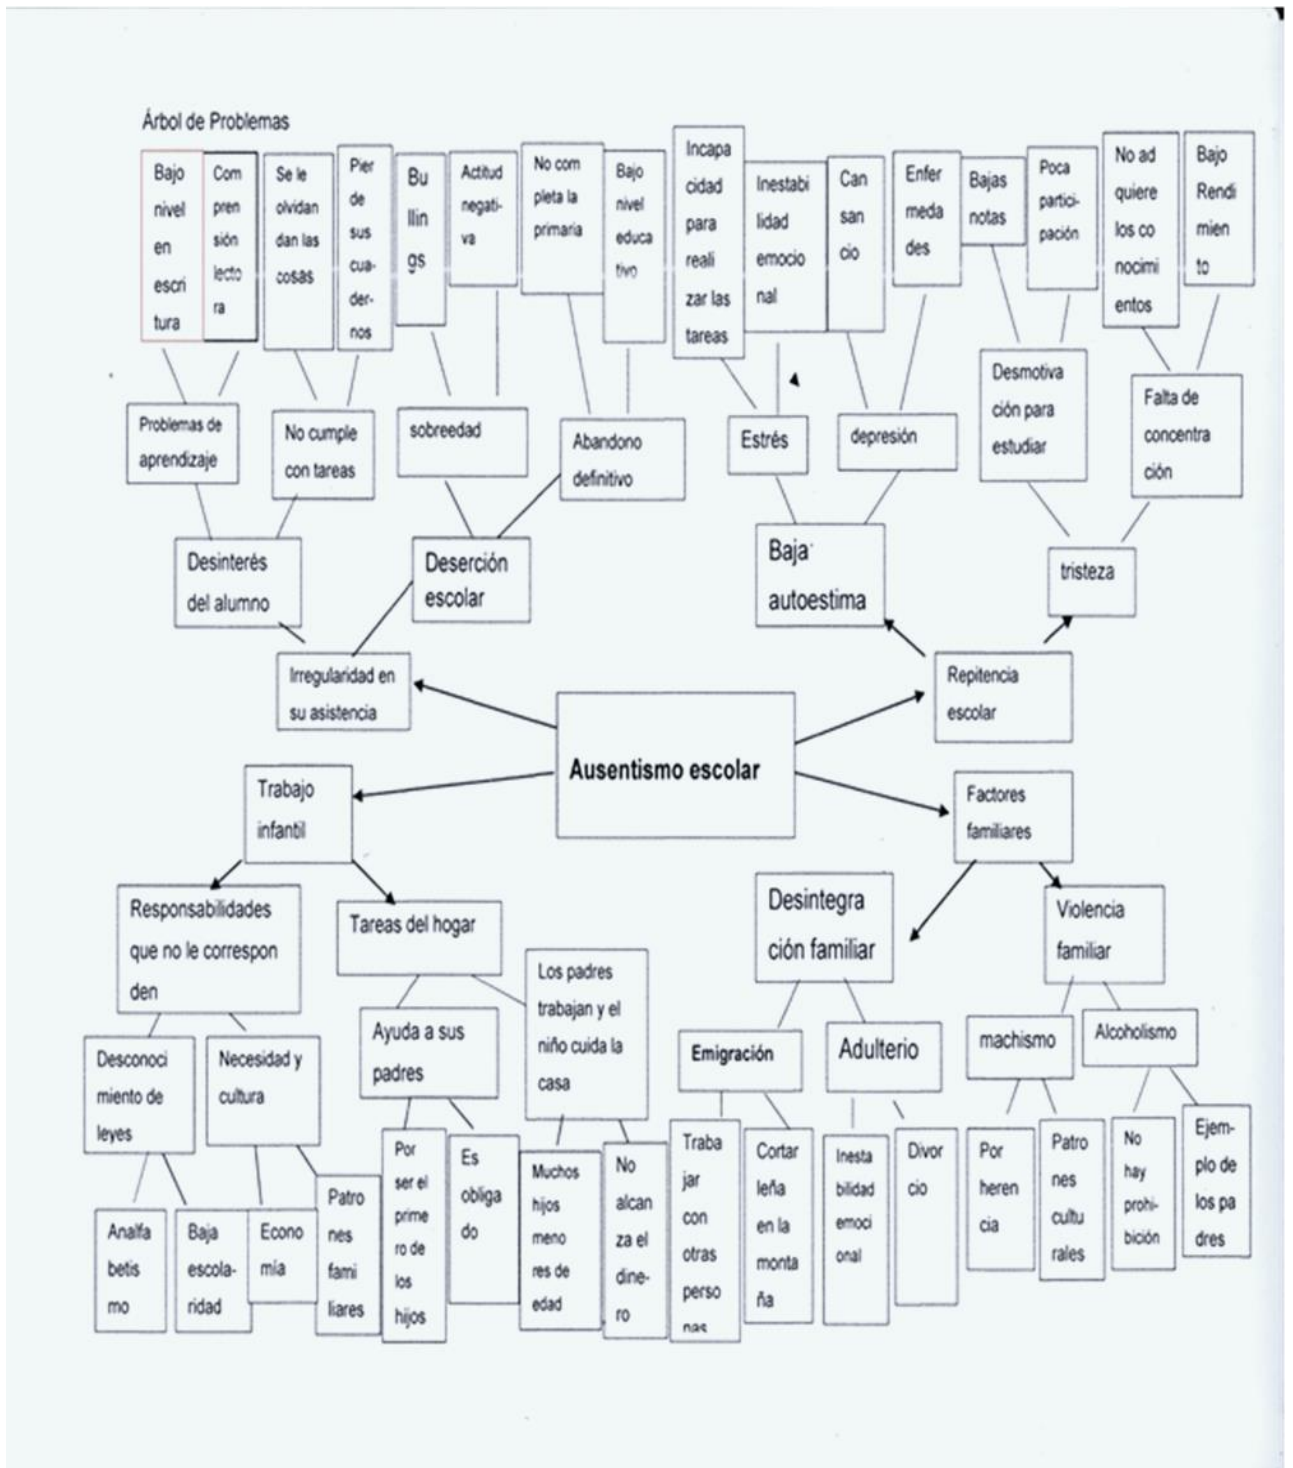 Árbol de Problemas
Bajo
nivel
en
escri
tura
Com
pren
sión
lecto
ra
Se le
olvidan
dan las
cosas
Pier
de
sus
cua-
der-
nos
Bu
llin
gs
Actitud
negati-
va
No com
pleta la
primaria
Bajo
nivel
educa
tivo
Incapa
cidad
para
reali
zar las
tareas
Inestabi
lidad
emocio
nal
Can
san
cio
Enfer
meda
des
Bajas
notas
Poca
partici-
pación
No ad
quiere
los co
nocimi
entos
Bajo
Rendi
mien
to
Problemas de
aprendizaje
No cumple
con tareas
sobreedad
Abandono
definitivo
Estrés
depresión
Desmotiva
ción para
estudiar
Falta de
concentra
ción
Desinterés
del alumno
Deserción
escolar
Baja
autoestima
tristeza
Irregularidad en
su asistencia
Repitencia
escolar
Ausentismo escolar
Trabajo
infantil
Factores
familiares
Responsabilidades
que no le correspon
den
Tareas del hogar
Desintegra
ción familiar
Violencia
familiar
Desconoci
miento de
leyes
Necesidad y
cultura
Ayuda a sus
padres
Los padres
trabajan y el
niño cuida la
casa
Emigración
Adulterio
machismo
Alcoholismo
Analfa
betis
mo
Baja
escola-
ridad
Econo
mía
Patro
nes
fami
liares
Por
ser el
prime
ro de
los
hijos
Es
obliga
do
Muchos
hijos
meno
res de
edad
No
alcan
za el
dine-
ro
Traba
jar
con
otras
perso
nas
Cortar
leña
en la
monta
ña
Inesta
bilidad
emoci
onal
Divor
cio
Por
heren
cia
Patro
nes
cultu
rales
No
hay
prohi-
bición
Ejem-
plo de
los pa
dres